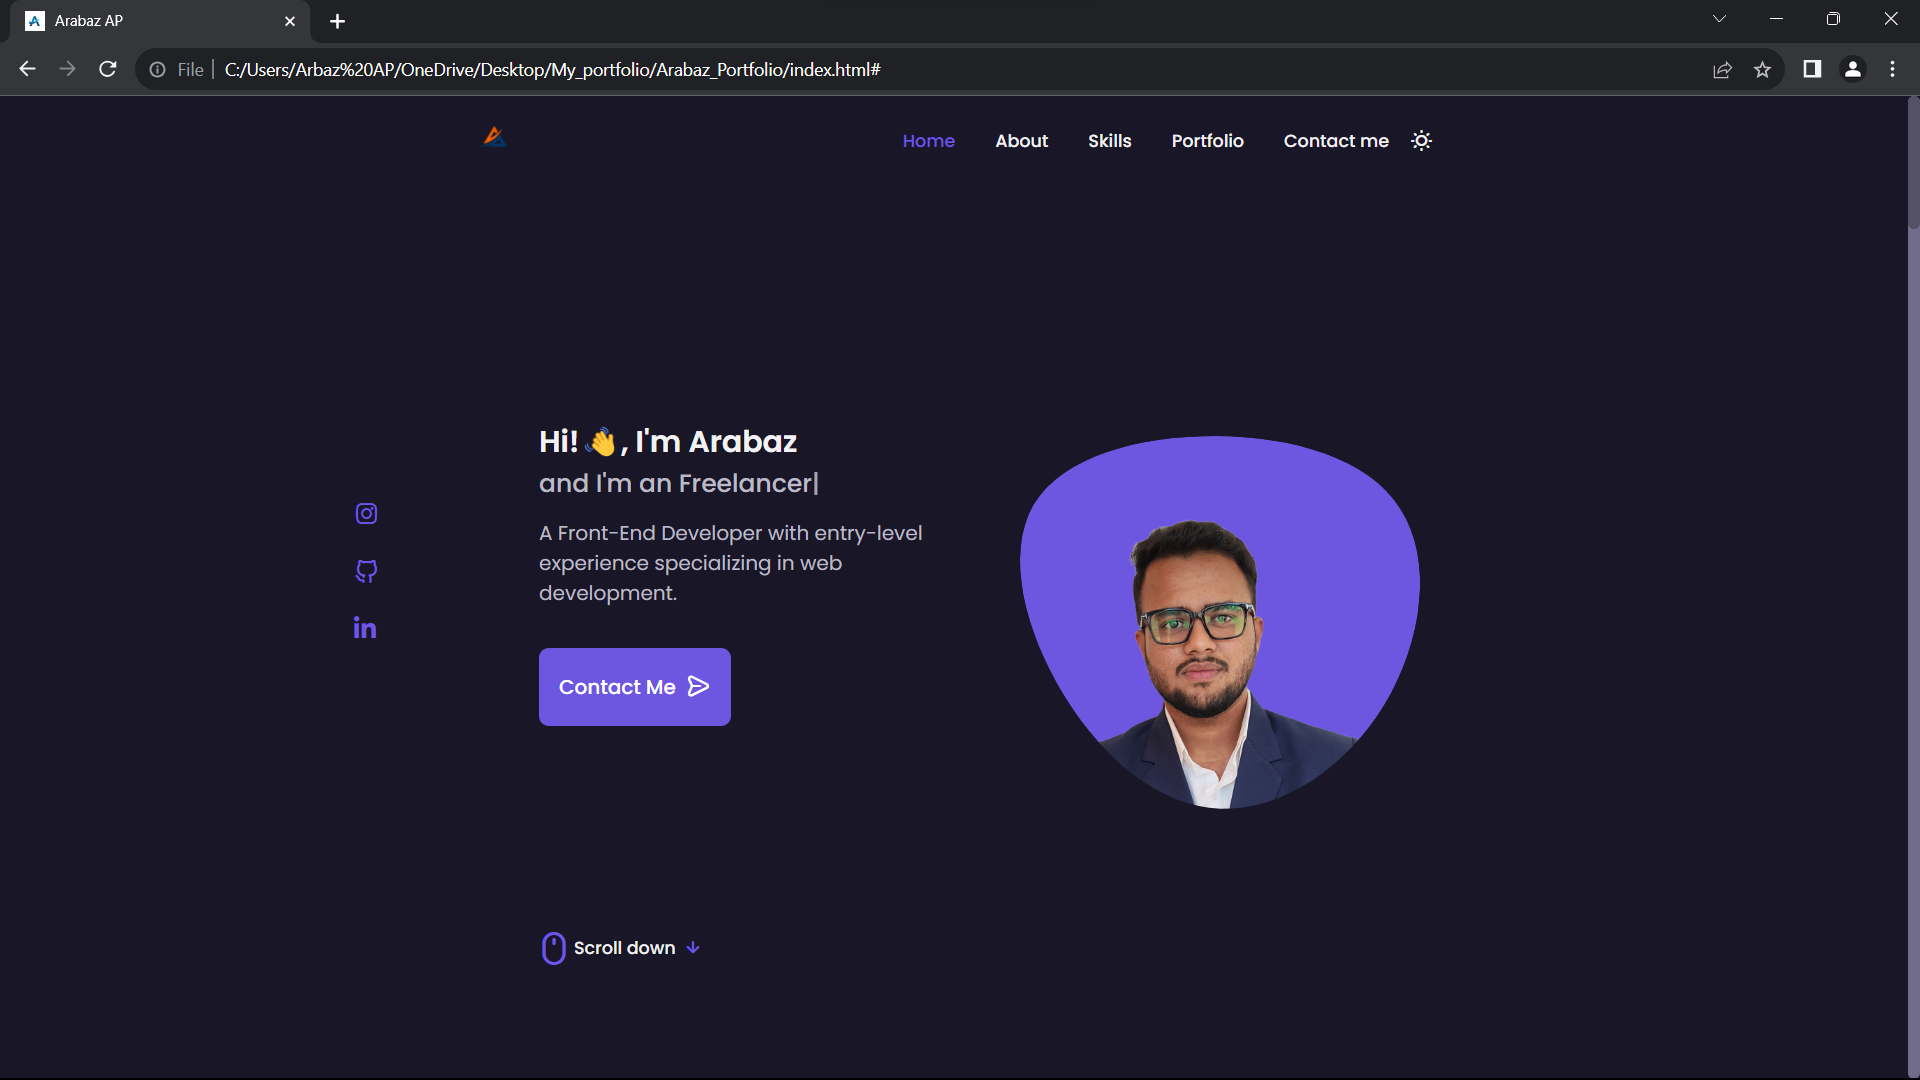 Arabaz AP
File C:/Users/Arbaz%20AP/OneDrive/Desktop/My_portfolio/Arabaz_Portfolio/index.html#
Home About Skills Portfolio Contact me
Hi! 👋, I'm Arabaz
and I'm an Freelancer|
A Front-End Developer with entry-level
experience specializing in web
development.
in
Contact Me
Scroll down ↓